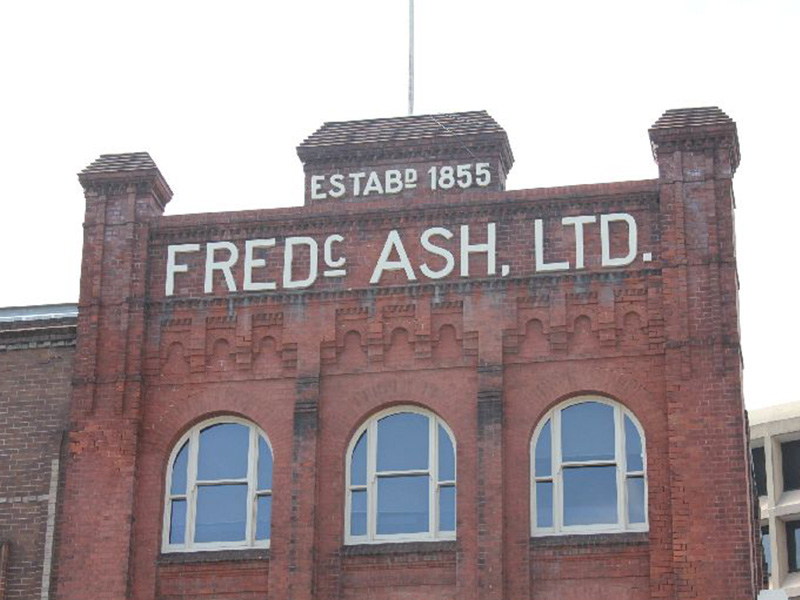 ESTABD 1855
FREDC ASH, LTD.